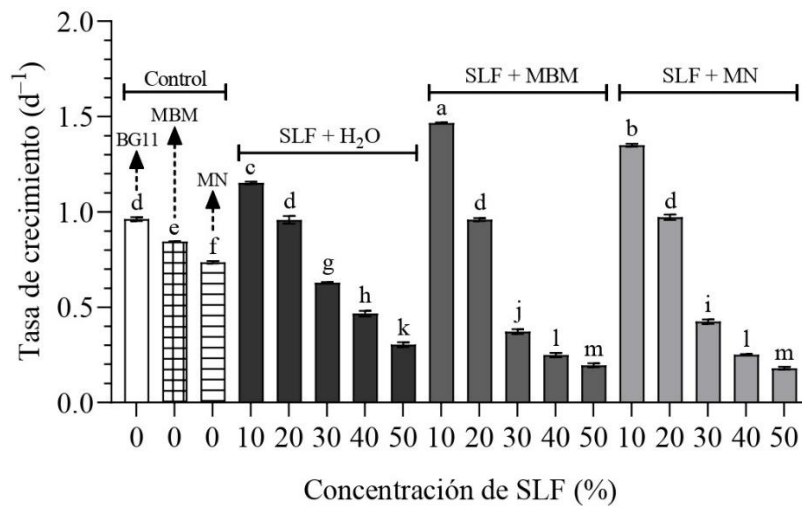 Tasa de crecimiento (d⁻¹)
2.0
1.5
1.0
0.5
0.0
Control
BG11
MBM
MN
SLF + H₂O
SLF + MBM
SLF + MN
d
e
f
c
d
g
h
k
a
d
j
l
m
b
d
i
l
m
0 0 0 10 20 30 40 50 10 20 30 40 50 10 20 30 40 50
Concentración de SLF (%)